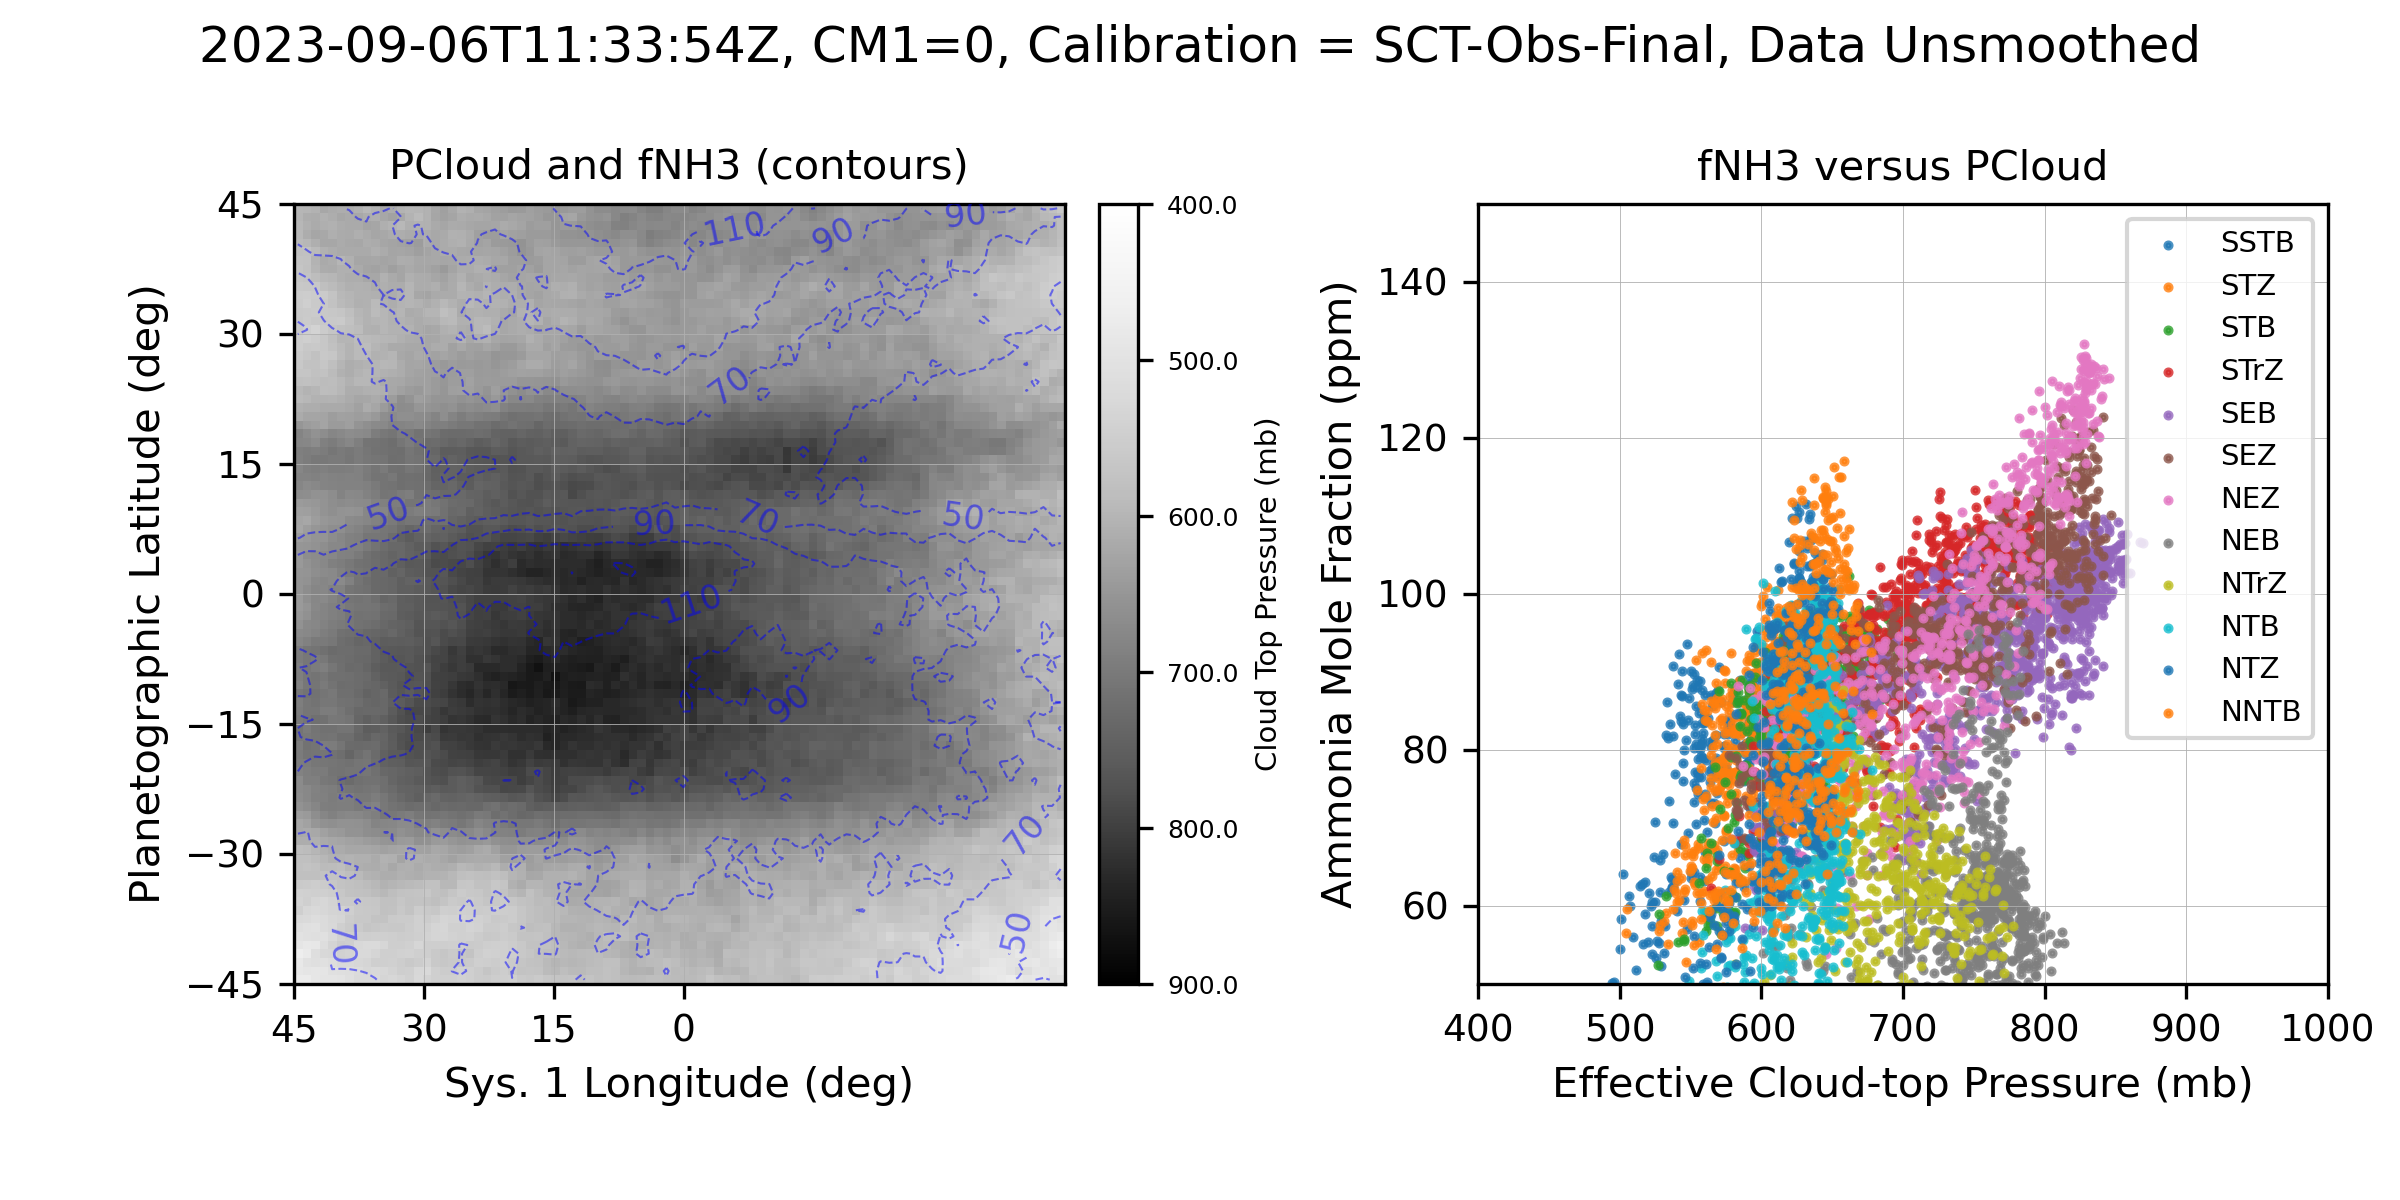 2023-09-06T11:33:54Z, CM1=0, Calibration = SCT-Obs-Final, Data Unsmoothed
PCloud and fNH3 (contours)
45
30
15
0
−15
−30
−45
Planetographic Latitude (deg)
45
30
15
0
Sys. 1 Longitude (deg)
110
90
90
70
50
90
70
50
110
90
70
70
50
400.0
500.0
600.0
700.0
800.0
900.0
Cloud Top Pressure (mb)
fNH3 versus PCloud
140
120
100
80
60
Ammonia Mole Fraction (ppm)
400
500
600
700
800
900
1000
Effective Cloud-top Pressure (mb)
SSTB
STZ
STB
STrZ
SEB
SEZ
NEZ
NEB
NTrZ
NTB
NTZ
NNTB